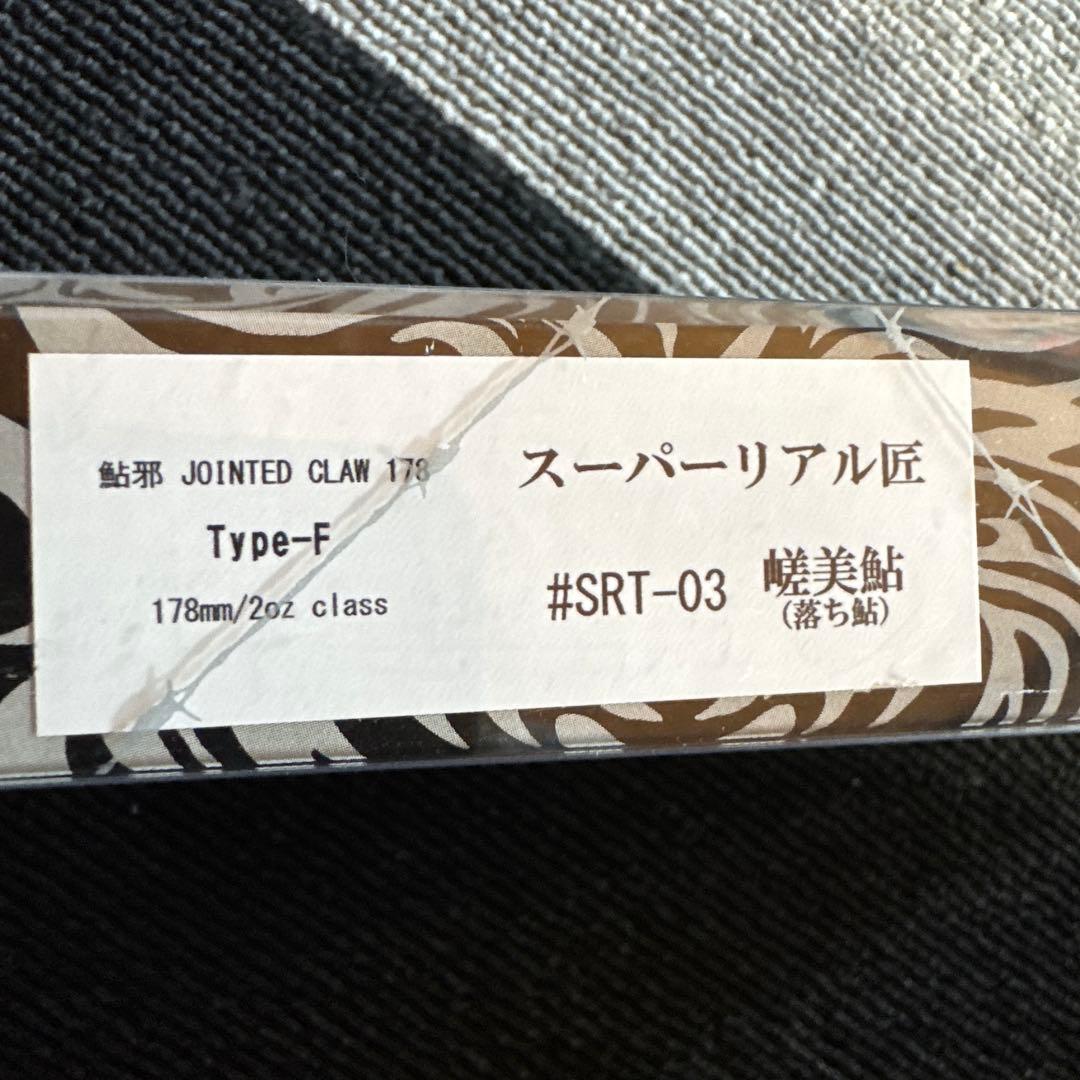 鮎邪 JOINTED CLAW 178
Type-F
178mm/2oz class
スーパーリアル匠
#SRT-03 嵯美鮎
(落ち鮎)